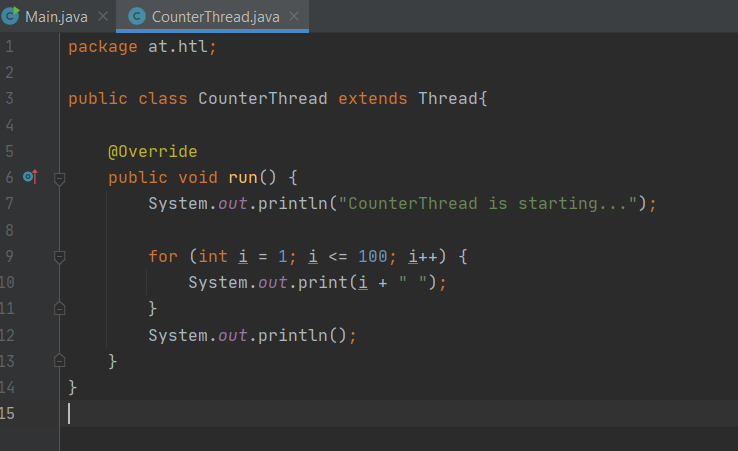 Main.java CounterThread.java
1 package at.htl;
2
3 public class CounterThread extends Thread{
4
5 @Override
6 public void run() {
7 System.out.println("CounterThread is starting...");
8
9 for (int i = 1; i <= 100; i++) {
10 System.out.print(i + " ");
11 }
12 System.out.println();
13 }
14 }
15